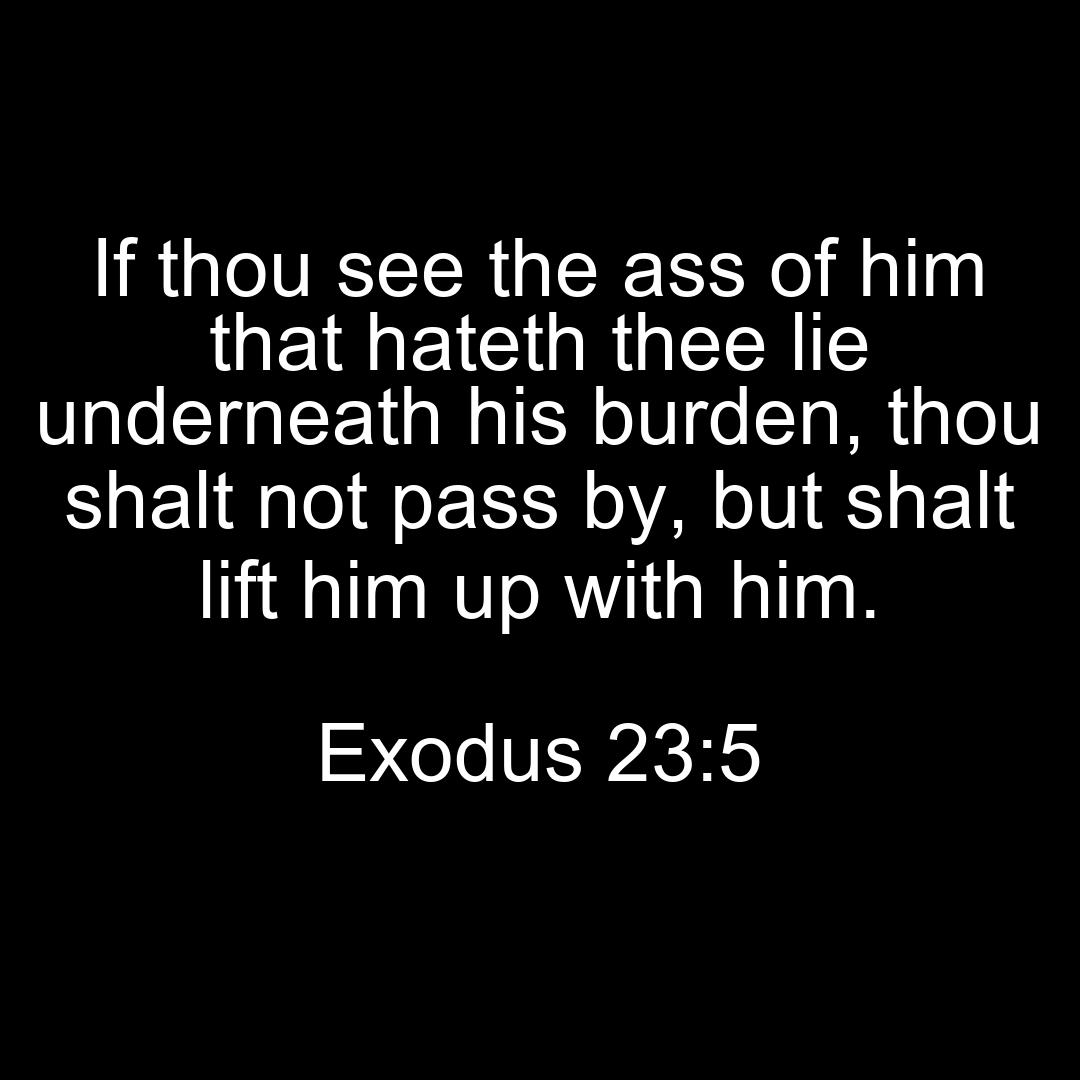 If thou see the ass of him
that hateth thee lie
underneath his burden, thou
shalt not pass by, but shalt
lift him up with him.
Exodus 23:5